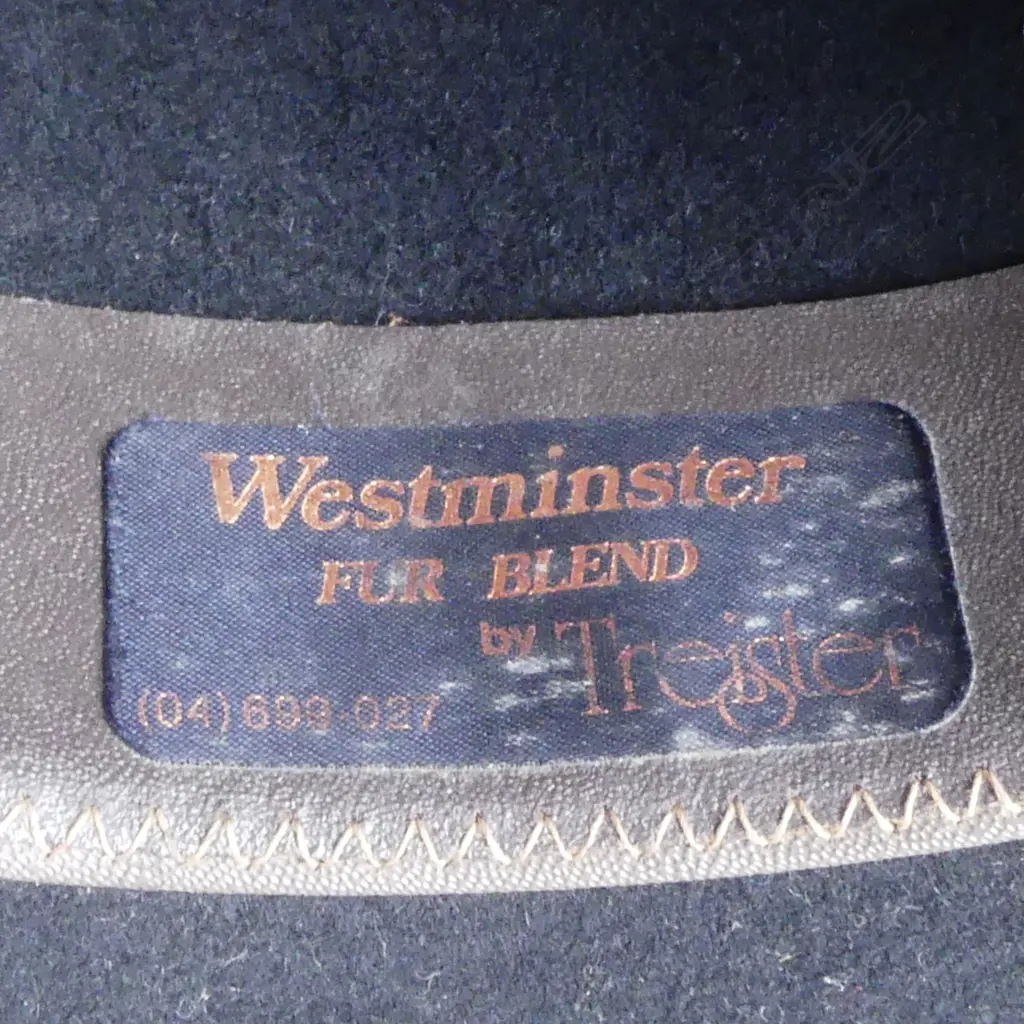 Westminster
FUR BLEND
by Treister
(04) 699-027